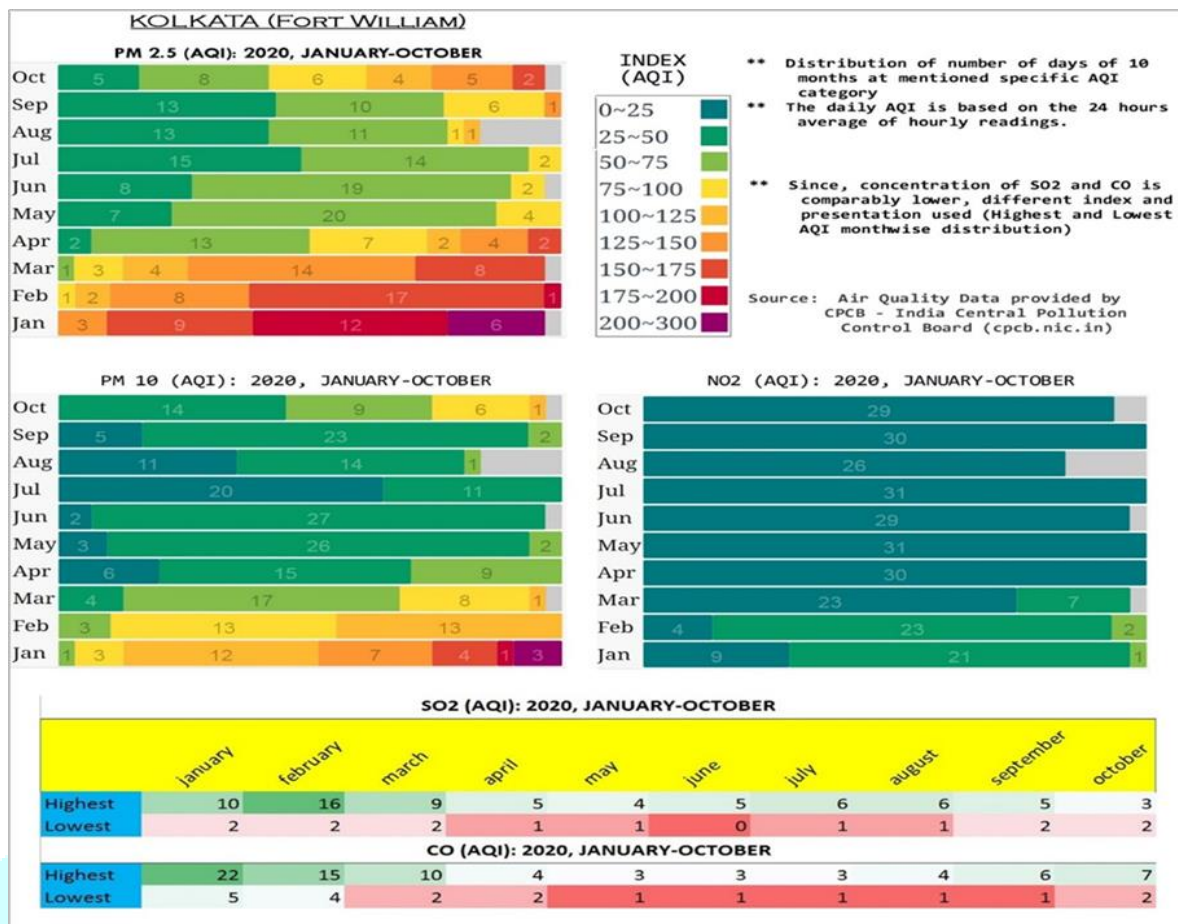 KOLKATA (FORT WILLIAM)
PM 2.5 (AQI): 2020, JANUARY-OCTOBER
Oct 5 8 6 4 5 2
Sep 13 10 6 1
Aug 13 11 1 1
Jul 15 14 2
Jun 8 19 2
May 7 20 4
Apr 2 13 7 2 4 2
Mar 1 3 4 14 8
Feb 1 2 8 17 1
Jan 3 9 12 6
INDEX
(AQI)
0~25
25~50
50~75
75~100
100~125
125~150
150~175
175~200
200~300
** Distribution of number of days of 10
months at mentioned specific AQI
category
** The daily AQI is based on the 24 hours
average of hourly readings.
** Since, concentration of SO2 and CO is
comparably lower, different index and
presentation used (Highest and Lowest
AQI monthwise distribution)
Source: Air Quality Data provided by
CPCB - India Central Pollution
Control Board (cpcb.nic.in)
PM 10 (AQI): 2020, JANUARY-OCTOBER
Oct 14 9 6 1
Sep 5 23 2
Aug 11 14 1
Jul 20 11
Jun 2 27
May 3 26 2
Apr 6 15 9
Mar 4 17 8 1
Feb 3 13 13
Jan 1 3 12 7 4 1 3
NO2 (AQI): 2020, JANUARY-OCTOBER
Oct 29
Sep 30
Aug 26
Jul 31
Jun 29
May 31
Apr 30
Mar 23 7
Feb 4 23 2
Jan 9 21 1
SO2 (AQI): 2020, JANUARY-OCTOBER
january february march april may june july august september october
Highest 10 16 9 5 4 5 6 6 5 3
Lowest 2 2 2 1 1 0 1 1 2 2
CO (AQI): 2020, JANUARY-OCTOBER
Highest 22 15 10 4 3 3 3 4 6 7
Lowest 5 4 2 2 1 1 1 1 1 2